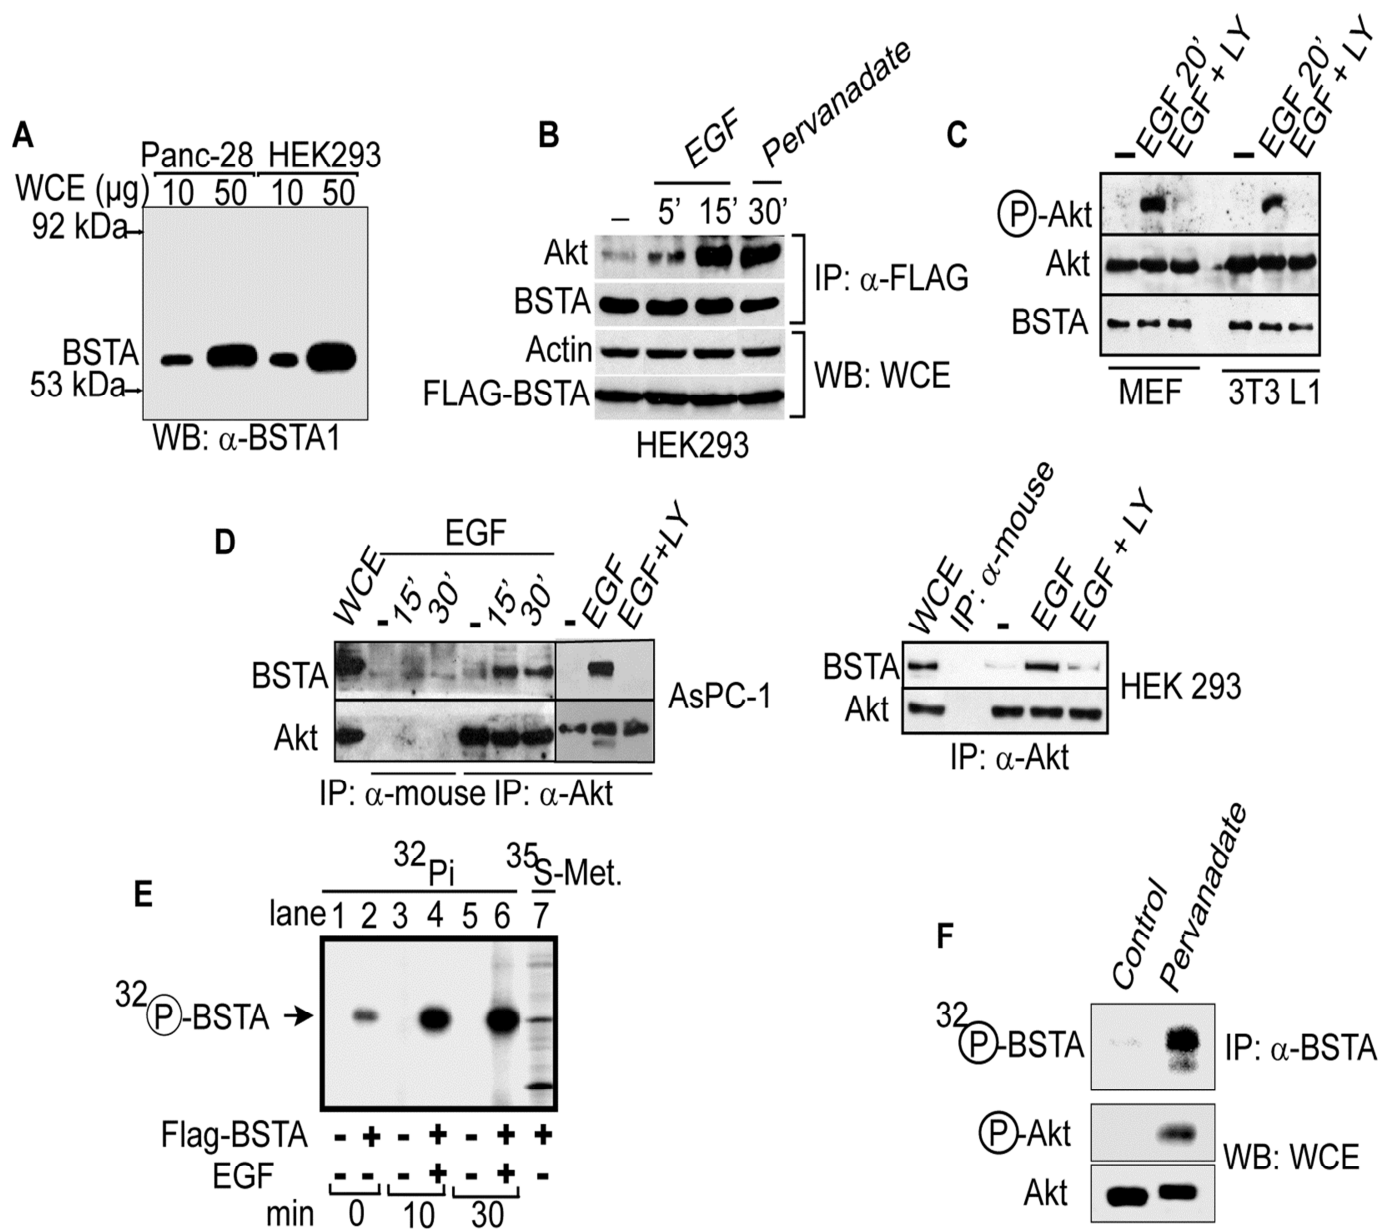 A
Panc-28 HEK293
WCE (µg) 10 50 10 50
92 kDa
BSTA
53 kDa
WB: α-BSTA1
B
EGF Pervanadate
– 5' 15' 30'
Akt
BSTA
IP: α-FLAG
Actin
FLAG-BSTA
WB: WCE
HEK293
C
– EGF 20' EGF + LY – EGF 20' EGF + LY
P-Akt
Akt
BSTA
MEF 3T3 L1
D
EGF
WCE - 15' 30' - 15' 30' - EGF EGF+LY
BSTA
Akt
AsPC-1
IP: α-mouse IP: α-Akt
WCE IP: α-mouse - EGF EGF + LY
BSTA
Akt
HEK 293
IP: α-Akt
E
32Pi 35S-Met.
lane 1 2 3 4 5 6 7
32P-BSTA
Flag-BSTA - + - + - + +
EGF - - - + - + -
min 0 10 30
F
Control Pervanadate
32P-BSTA IP: α-BSTA
P-Akt
Akt
WB: WCE